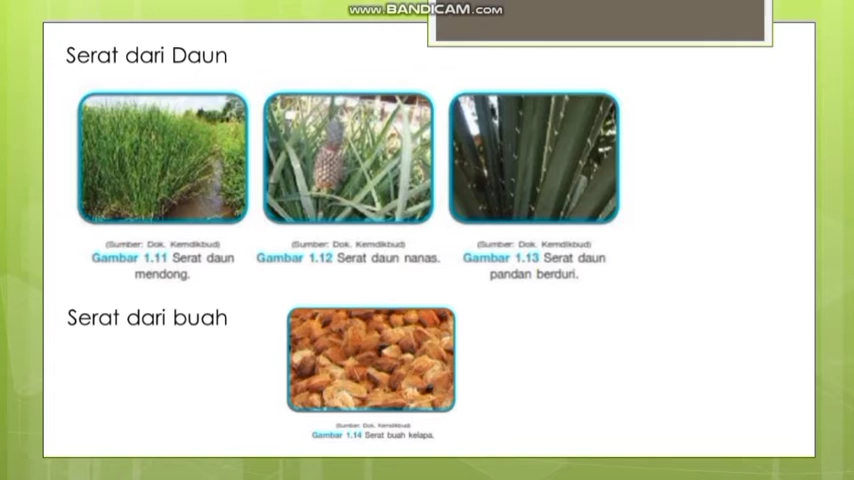 www.BANDICAM.com
Serat dari Daun
(Sumber: Dok. Kemdikbud)
Gambar 1.11 Serat daun
mendong.
(Sumber: Dok. Kemdikbud)
Gambar 1.12 Serat daun nanas.
(Sumber: Dok. Kemdikbud)
Gambar 1.13 Serat daun
pandan berduri.
Serat dari buah
(Sumber: Dok. Kemdikbud)
Gambar 1.14 Serat buah kelapa.